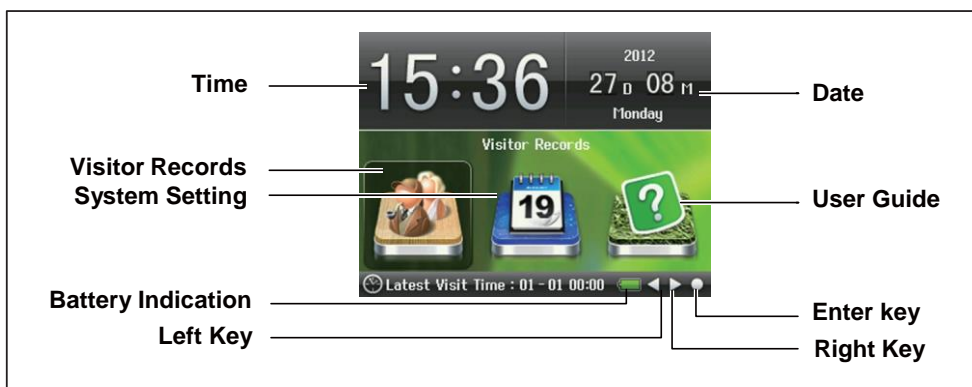 Time
15:36
2012
27 D 08 M
Monday
Date
Visitor Records
Visitor Records
System Setting
19
?
User Guide
Latest Visit Time : 01-01 00:00
Battery Indication
Left Key
Enter key
Right Key